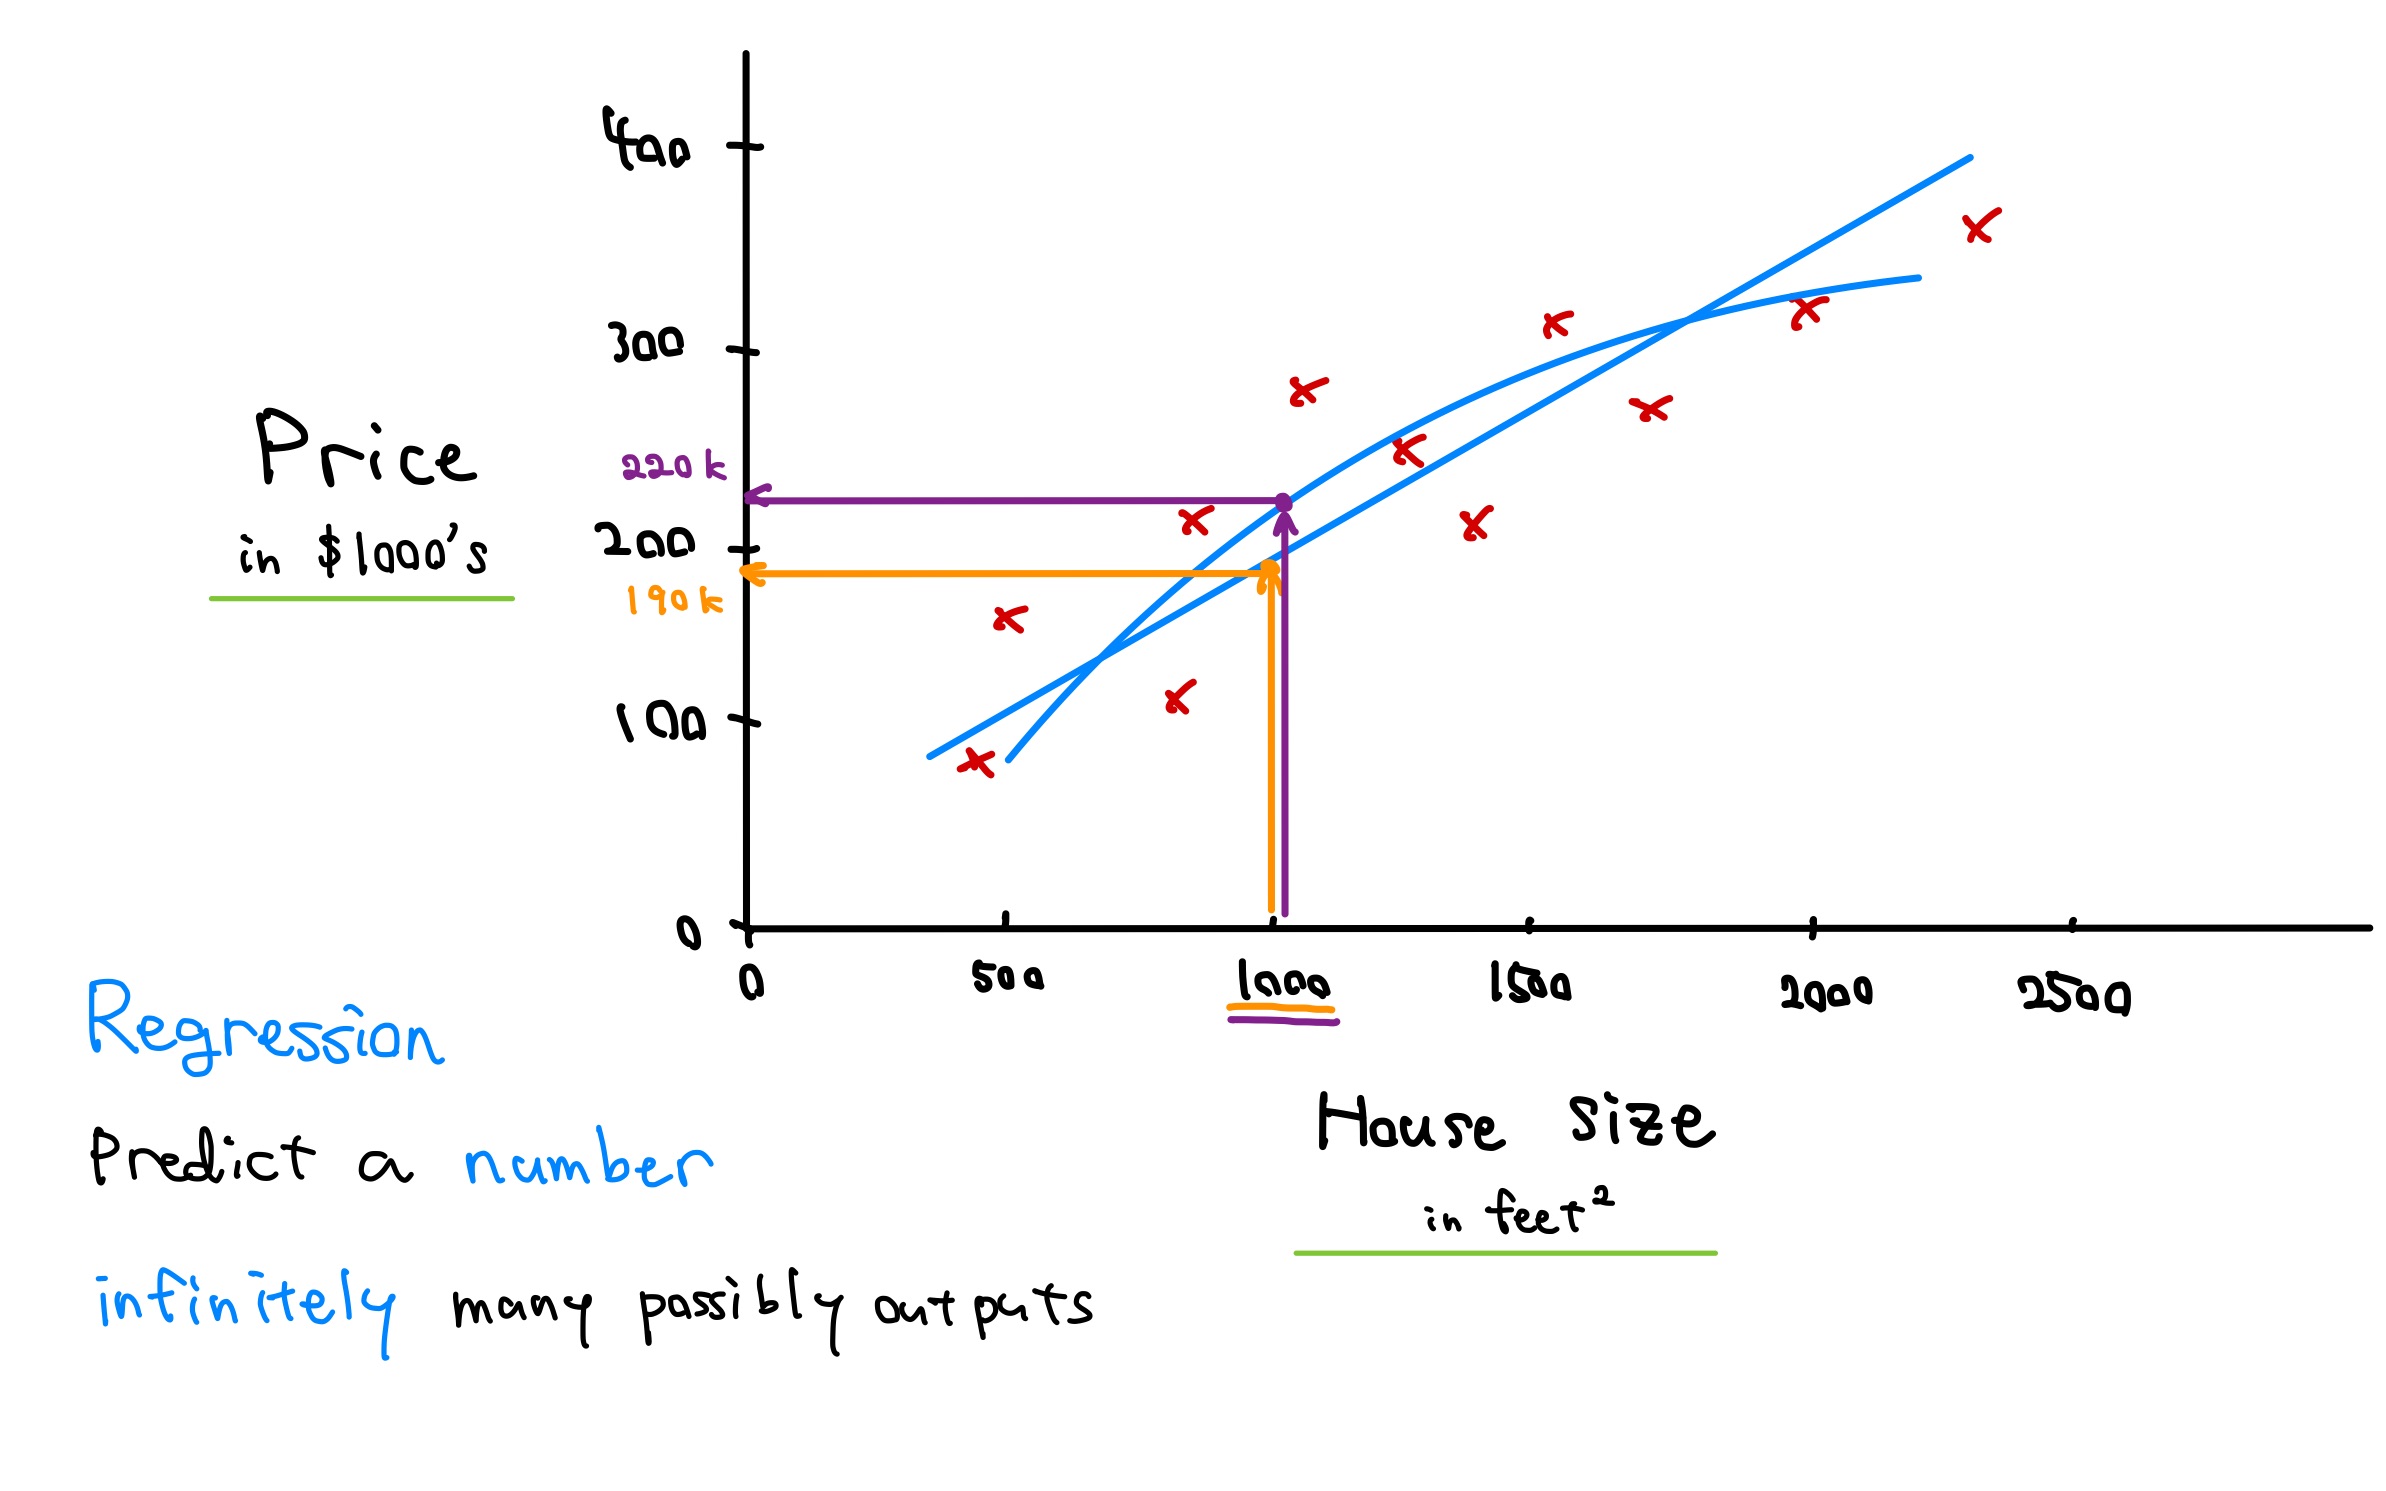 400
300
Price
220k
in $1000's
200
190k
100
0
0 500 1000 1500 2000 2500
Regression
House Size
Predict a number
in feet²
infinitely many possibly outputs